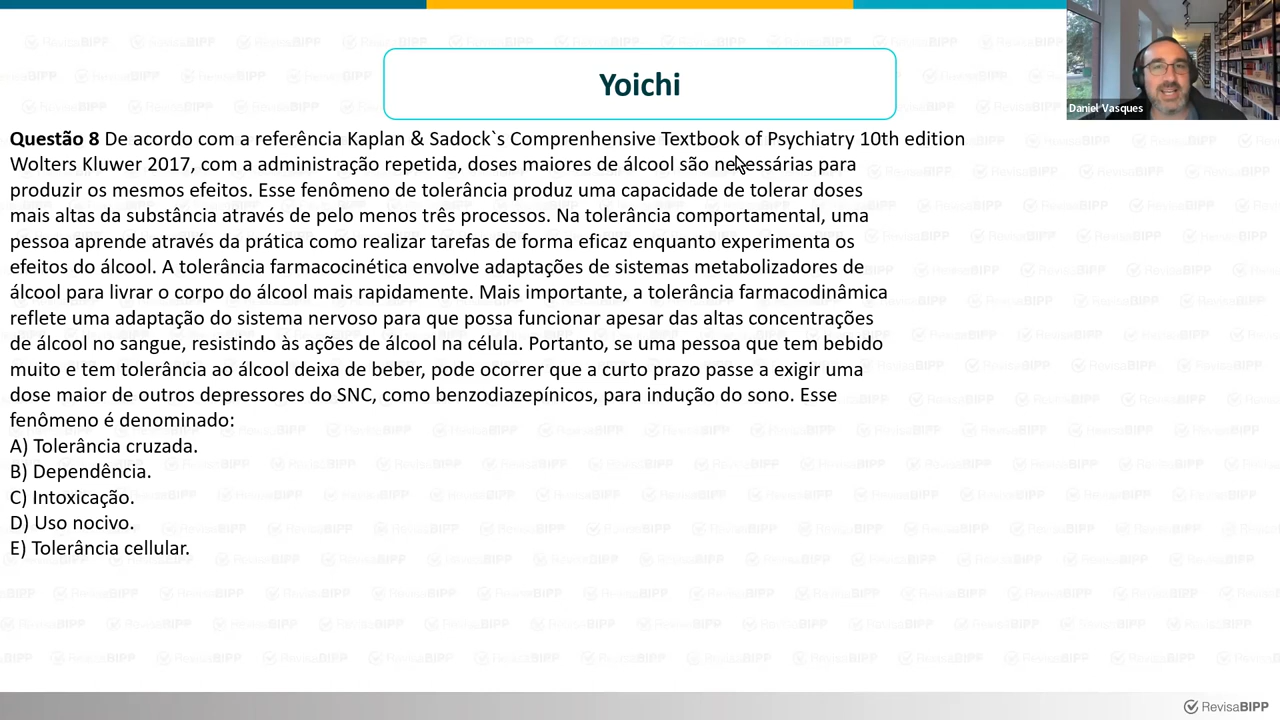 Yoichi
Daniel Vasques
Questão 8 De acordo com a referência Kaplan & Sadock`s Comprenhensive Textbook of Psychiatry 10th edition
Wolters Kluwer 2017, com a administração repetida, doses maiores de álcool são necessárias para
produzir os mesmos efeitos. Esse fenômeno de tolerância produz uma capacidade de tolerar doses
mais altas da substância através de pelo menos três processos. Na tolerância comportamental, uma
pessoa aprende através da prática como realizar tarefas de forma eficaz enquanto experimenta os
efeitos do álcool. A tolerância farmacocinética envolve adaptações de sistemas metabolizadores de
álcool para livrar o corpo do álcool mais rapidamente. Mais importante, a tolerância farmacodinâmica
reflete uma adaptação do sistema nervoso para que possa funcionar apesar das altas concentrações
de álcool no sangue, resistindo às ações de álcool na célula. Portanto, se uma pessoa que tem bebido
muito e tem tolerância ao álcool deixa de beber, pode ocorrer que a curto prazo passe a exigir uma
dose maior de outros depressores do SNC, como benzodiazepínicos, para indução do sono. Esse
fenômeno é denominado:
A) Tolerância cruzada.
B) Dependência.
C) Intoxicação.
D) Uso nocivo.
E) Tolerância cellular.
RevisaBIPP